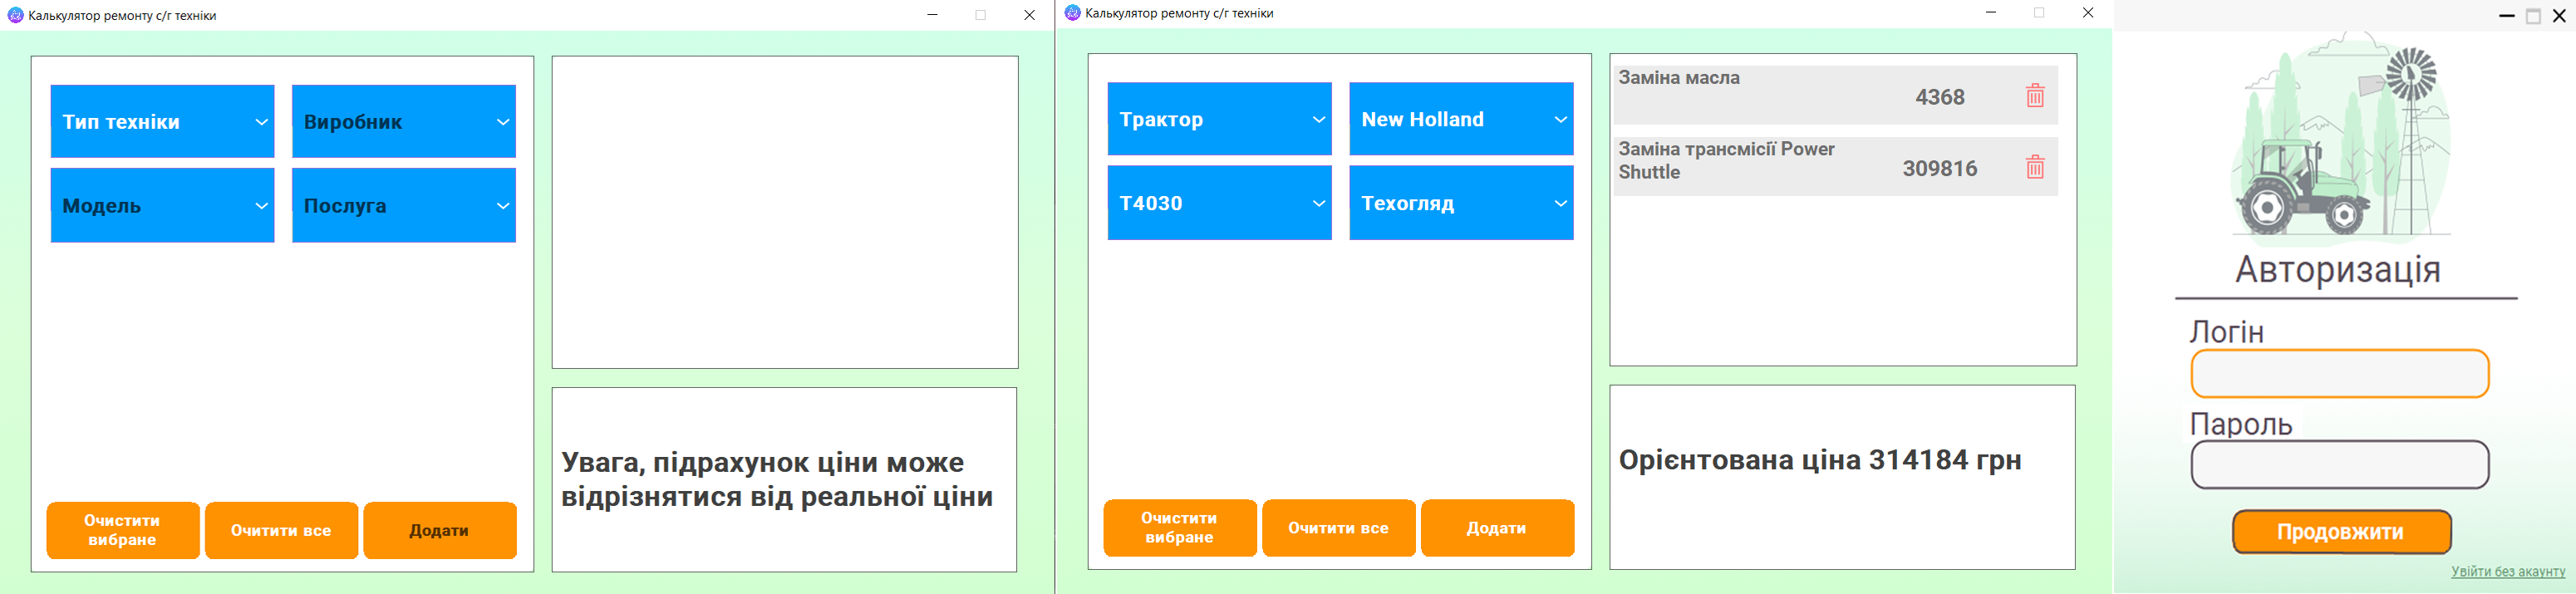 Калькулятор ремонту с/г техніки
Тип техніки
Виробник
Модель
Послуга
Очистити
вибране
Очитити все
Додати
Увага, підрахунок ціни може
відрізнятися від реальної ціни
Калькулятор ремонту с/г техніки
Трактор
New Holland
T4030
Техогляд
Очистити
вибране
Очитити все
Додати
Заміна масла
4368
Заміна трансмісії Power
Shuttle
309816
Орієнтована ціна 314184 грн
Авторизація
Логін
Пароль
Продовжити
Увійти без акаунту